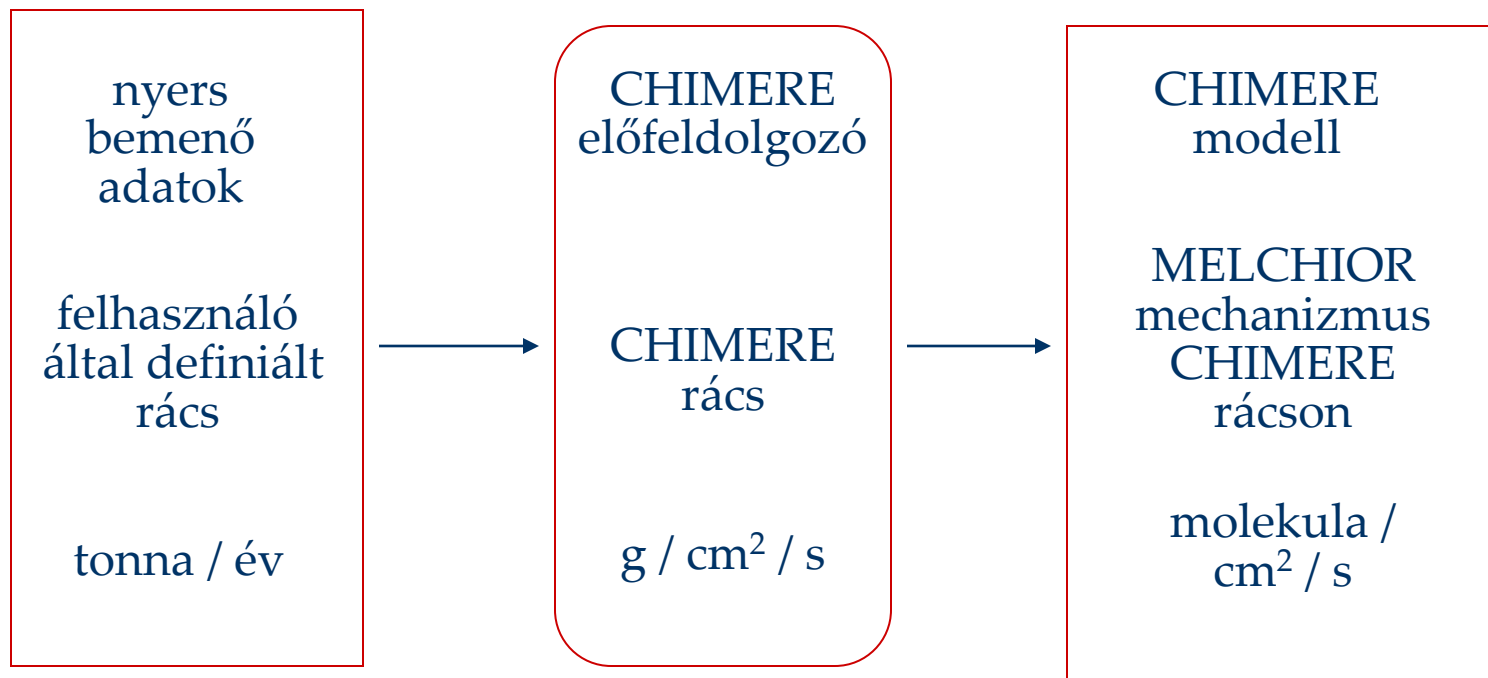 nyers
bemenő
adatok
felhasználó
által definiált
rács
tonna / év
CHIMERE
előfeldolgozó
CHIMERE
rács
g / cm² / s
CHIMERE
modell
MELCHIOR
mechanizmus
CHIMERE
rácson
molekula /
cm² / s